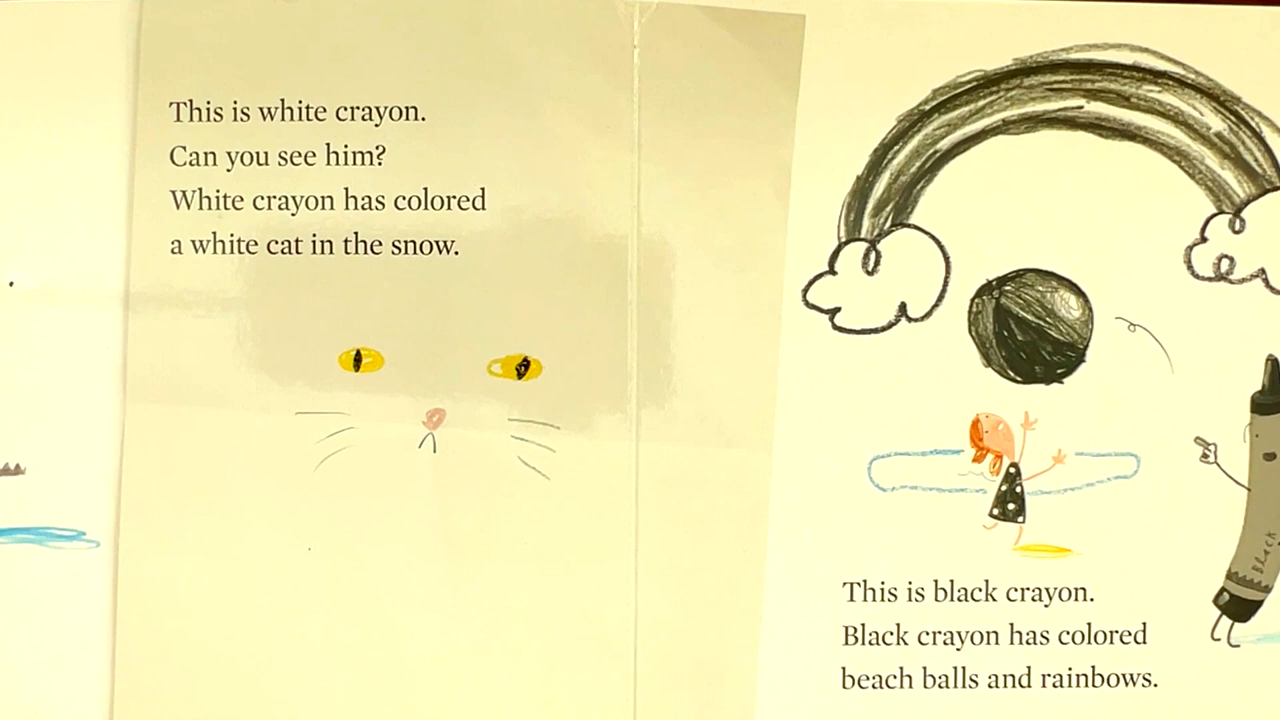 This is white crayon.
Can you see him?
White crayon has colored
a white cat in the snow.
This is black crayon.
Black crayon has colored
beach balls and rainbows.
Black